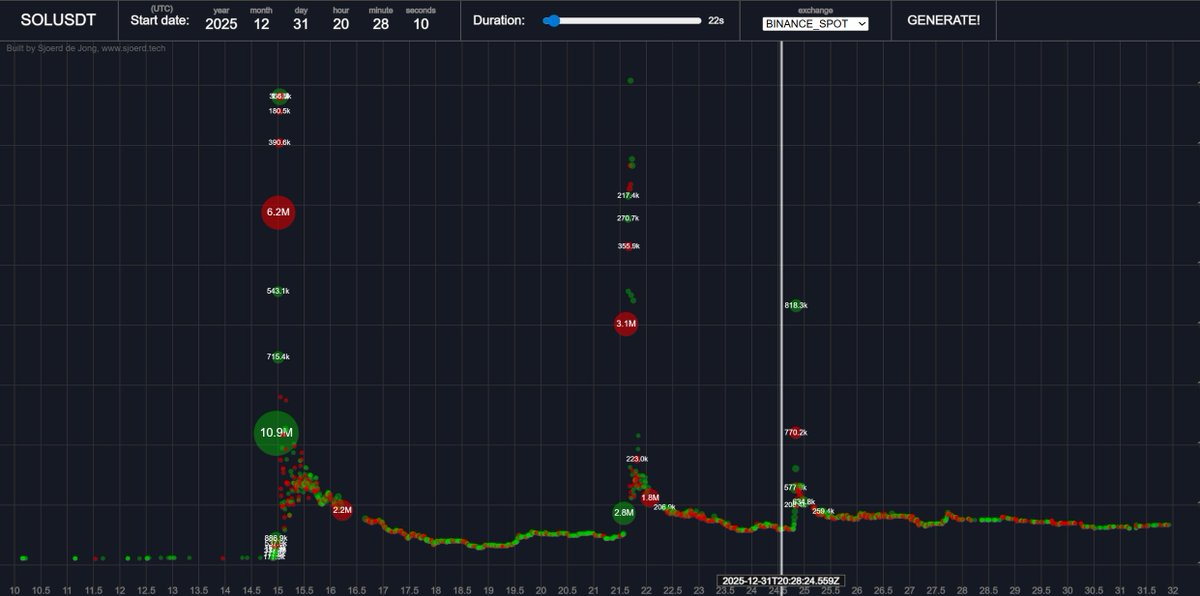 SOLUSDT
(UTC)
Start date:
year month day hour minute seconds
2025 12 31 20 28 10
Duration: 22s
exchange
BINANCE_SPOT
GENERATE!
Built by Sjoerd de Jong, www.sjoerd.tech
180.5k
390.6k
217.4k
6.2M
270.7k
355.9k
543.1k
818.3k
3.1M
715.4k
10.9M
770.2k
223.0k
1.8M
206.9k
2.2M
2.8M
259.4k
886.9k
2025-12-31T20:28:24.559Z
10 10.5 11 11.5 12 12.5 13 13.5 14 14.5 15 15.5 16 16.5 17 17.5 18 18.5 19 19.5 20 20.5 21 21.5 22 22.5 23 23.5 24 24.5 25 25.5 26 26.5 27 27.5 28 28.5 29 29.5 30 30.5 31 31.5 32